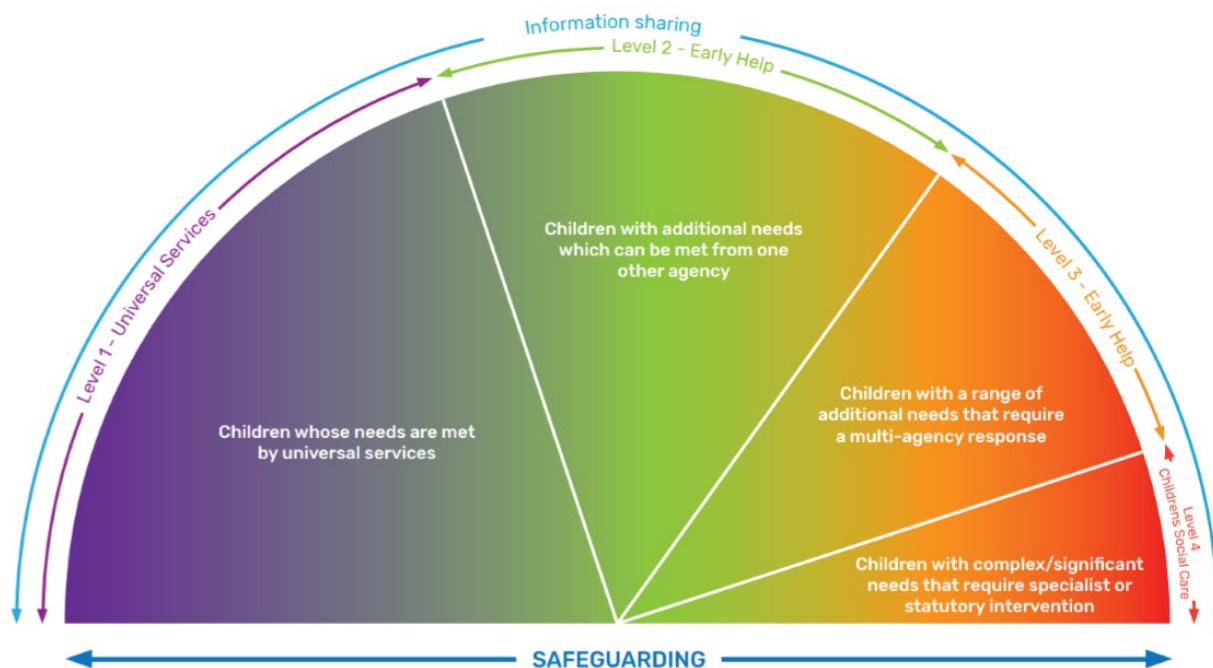 Information sharing
Level 2 - Early Help
Level 1 - Universal Services
Level 3 - Early Help
Level 4
Childrens Social Care
Children with additional needs
which can be met from one
other agency
Children whose needs are met
by universal services
Children with a range of
additional needs that require
a multi-agency response
Children with complex/significant
needs that require specialist or
statutory intervention
SAFEGUARDING